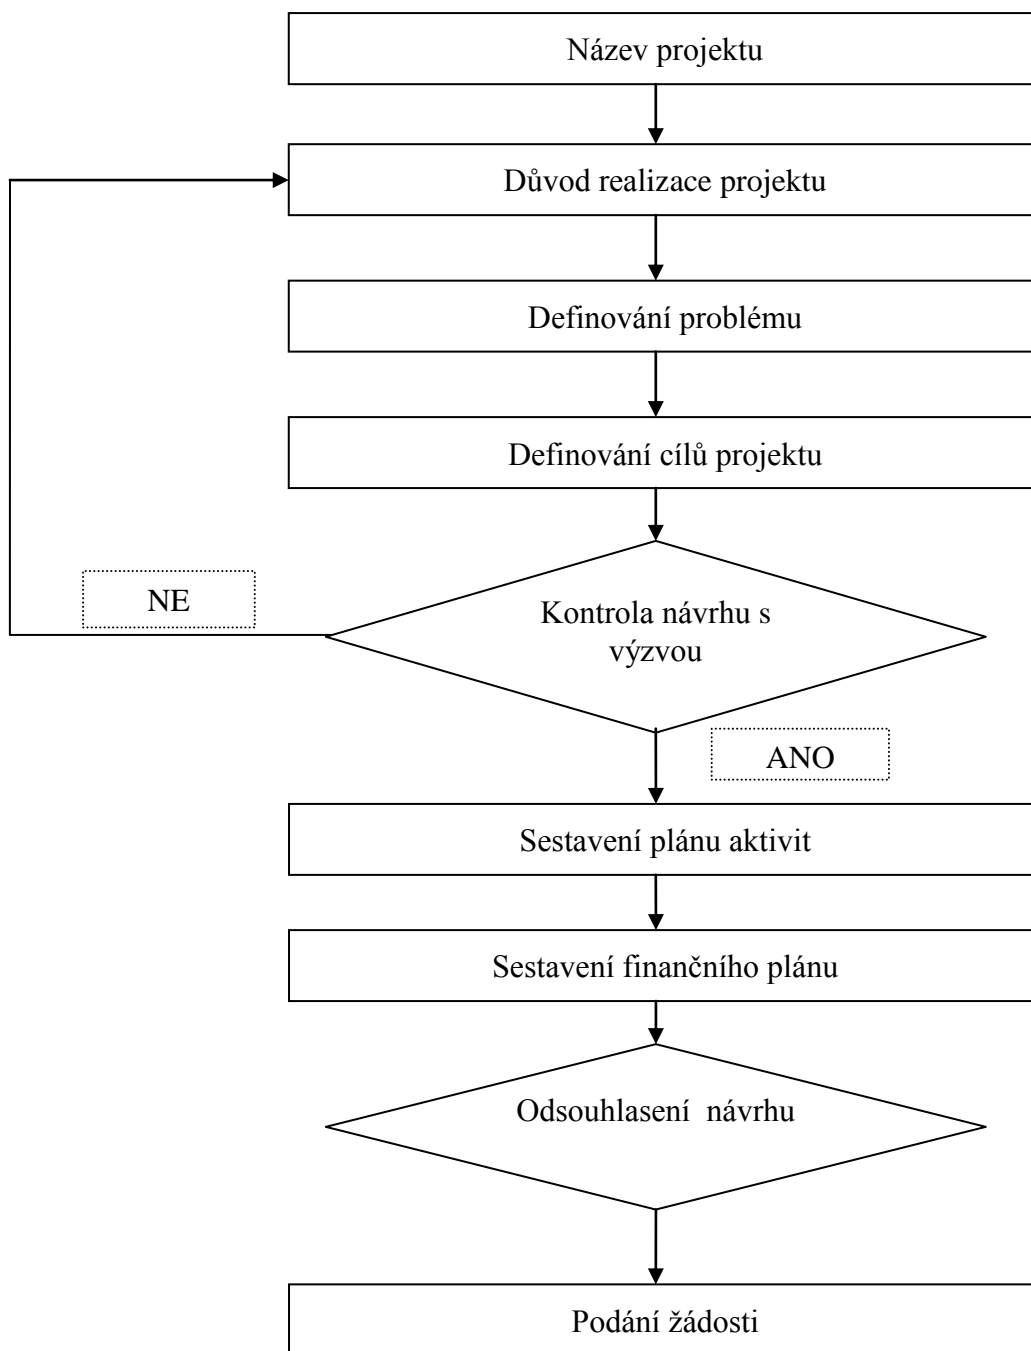 Název projektu
Důvod realizace projektu
Definování problému
Definování cílů projektu
NE
Kontrola návrhu s
výzvou
ANO
Sestavení plánu aktivit
Sestavení finančního plánu
Odsouhlasení návrhu
Podání žádosti